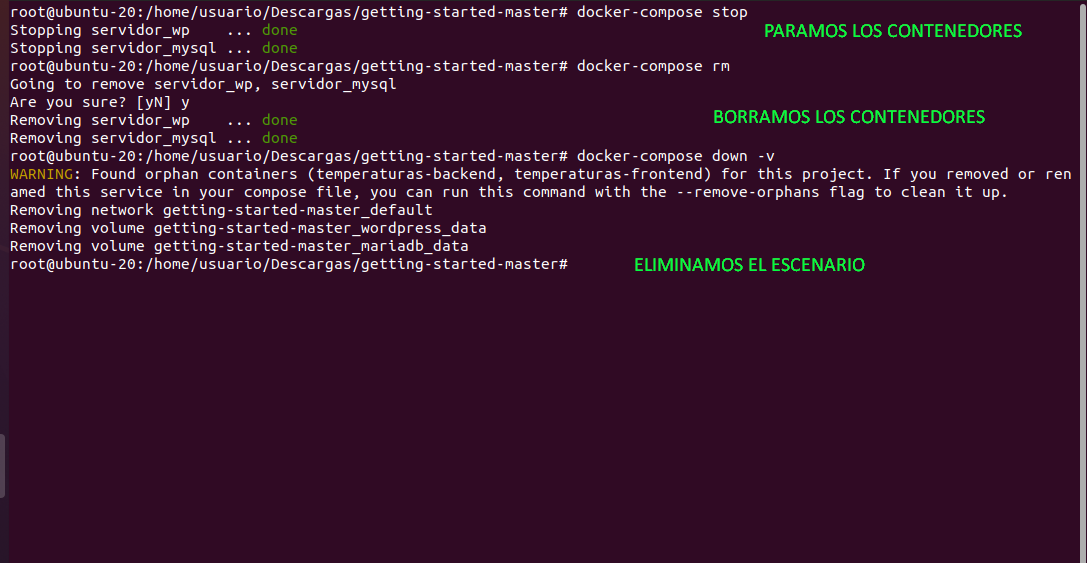 root@ubuntu-20:/home/usuario/Descargas/getting-started-master# docker-compose stop
Stopping servidor_wp    ... done
PARAMOS LOS CONTENEDORES
Stopping servidor_mysql ... done
root@ubuntu-20:/home/usuario/Descargas/getting-started-master# docker-compose rm
Going to remove servidor_wp, servidor_mysql
Are you sure? [yN] y
Removing servidor_wp    ... done
BORRAMOS LOS CONTENEDORES
Removing servidor_mysql ... done
root@ubuntu-20:/home/usuario/Descargas/getting-started-master# docker-compose down -v
WARNING: Found orphan containers (temperaturas-backend, temperaturas-frontend) for this project. If you removed or ren
amed this service in your compose file, you can run this command with the --remove-orphans flag to clean it up.
Removing network getting-started-master_default
Removing volume getting-started-master_wordpress_data
Removing volume getting-started-master_mariadb_data
root@ubuntu-20:/home/usuario/Descargas/getting-started-master#
ELIMINAMOS EL ESCENARIO